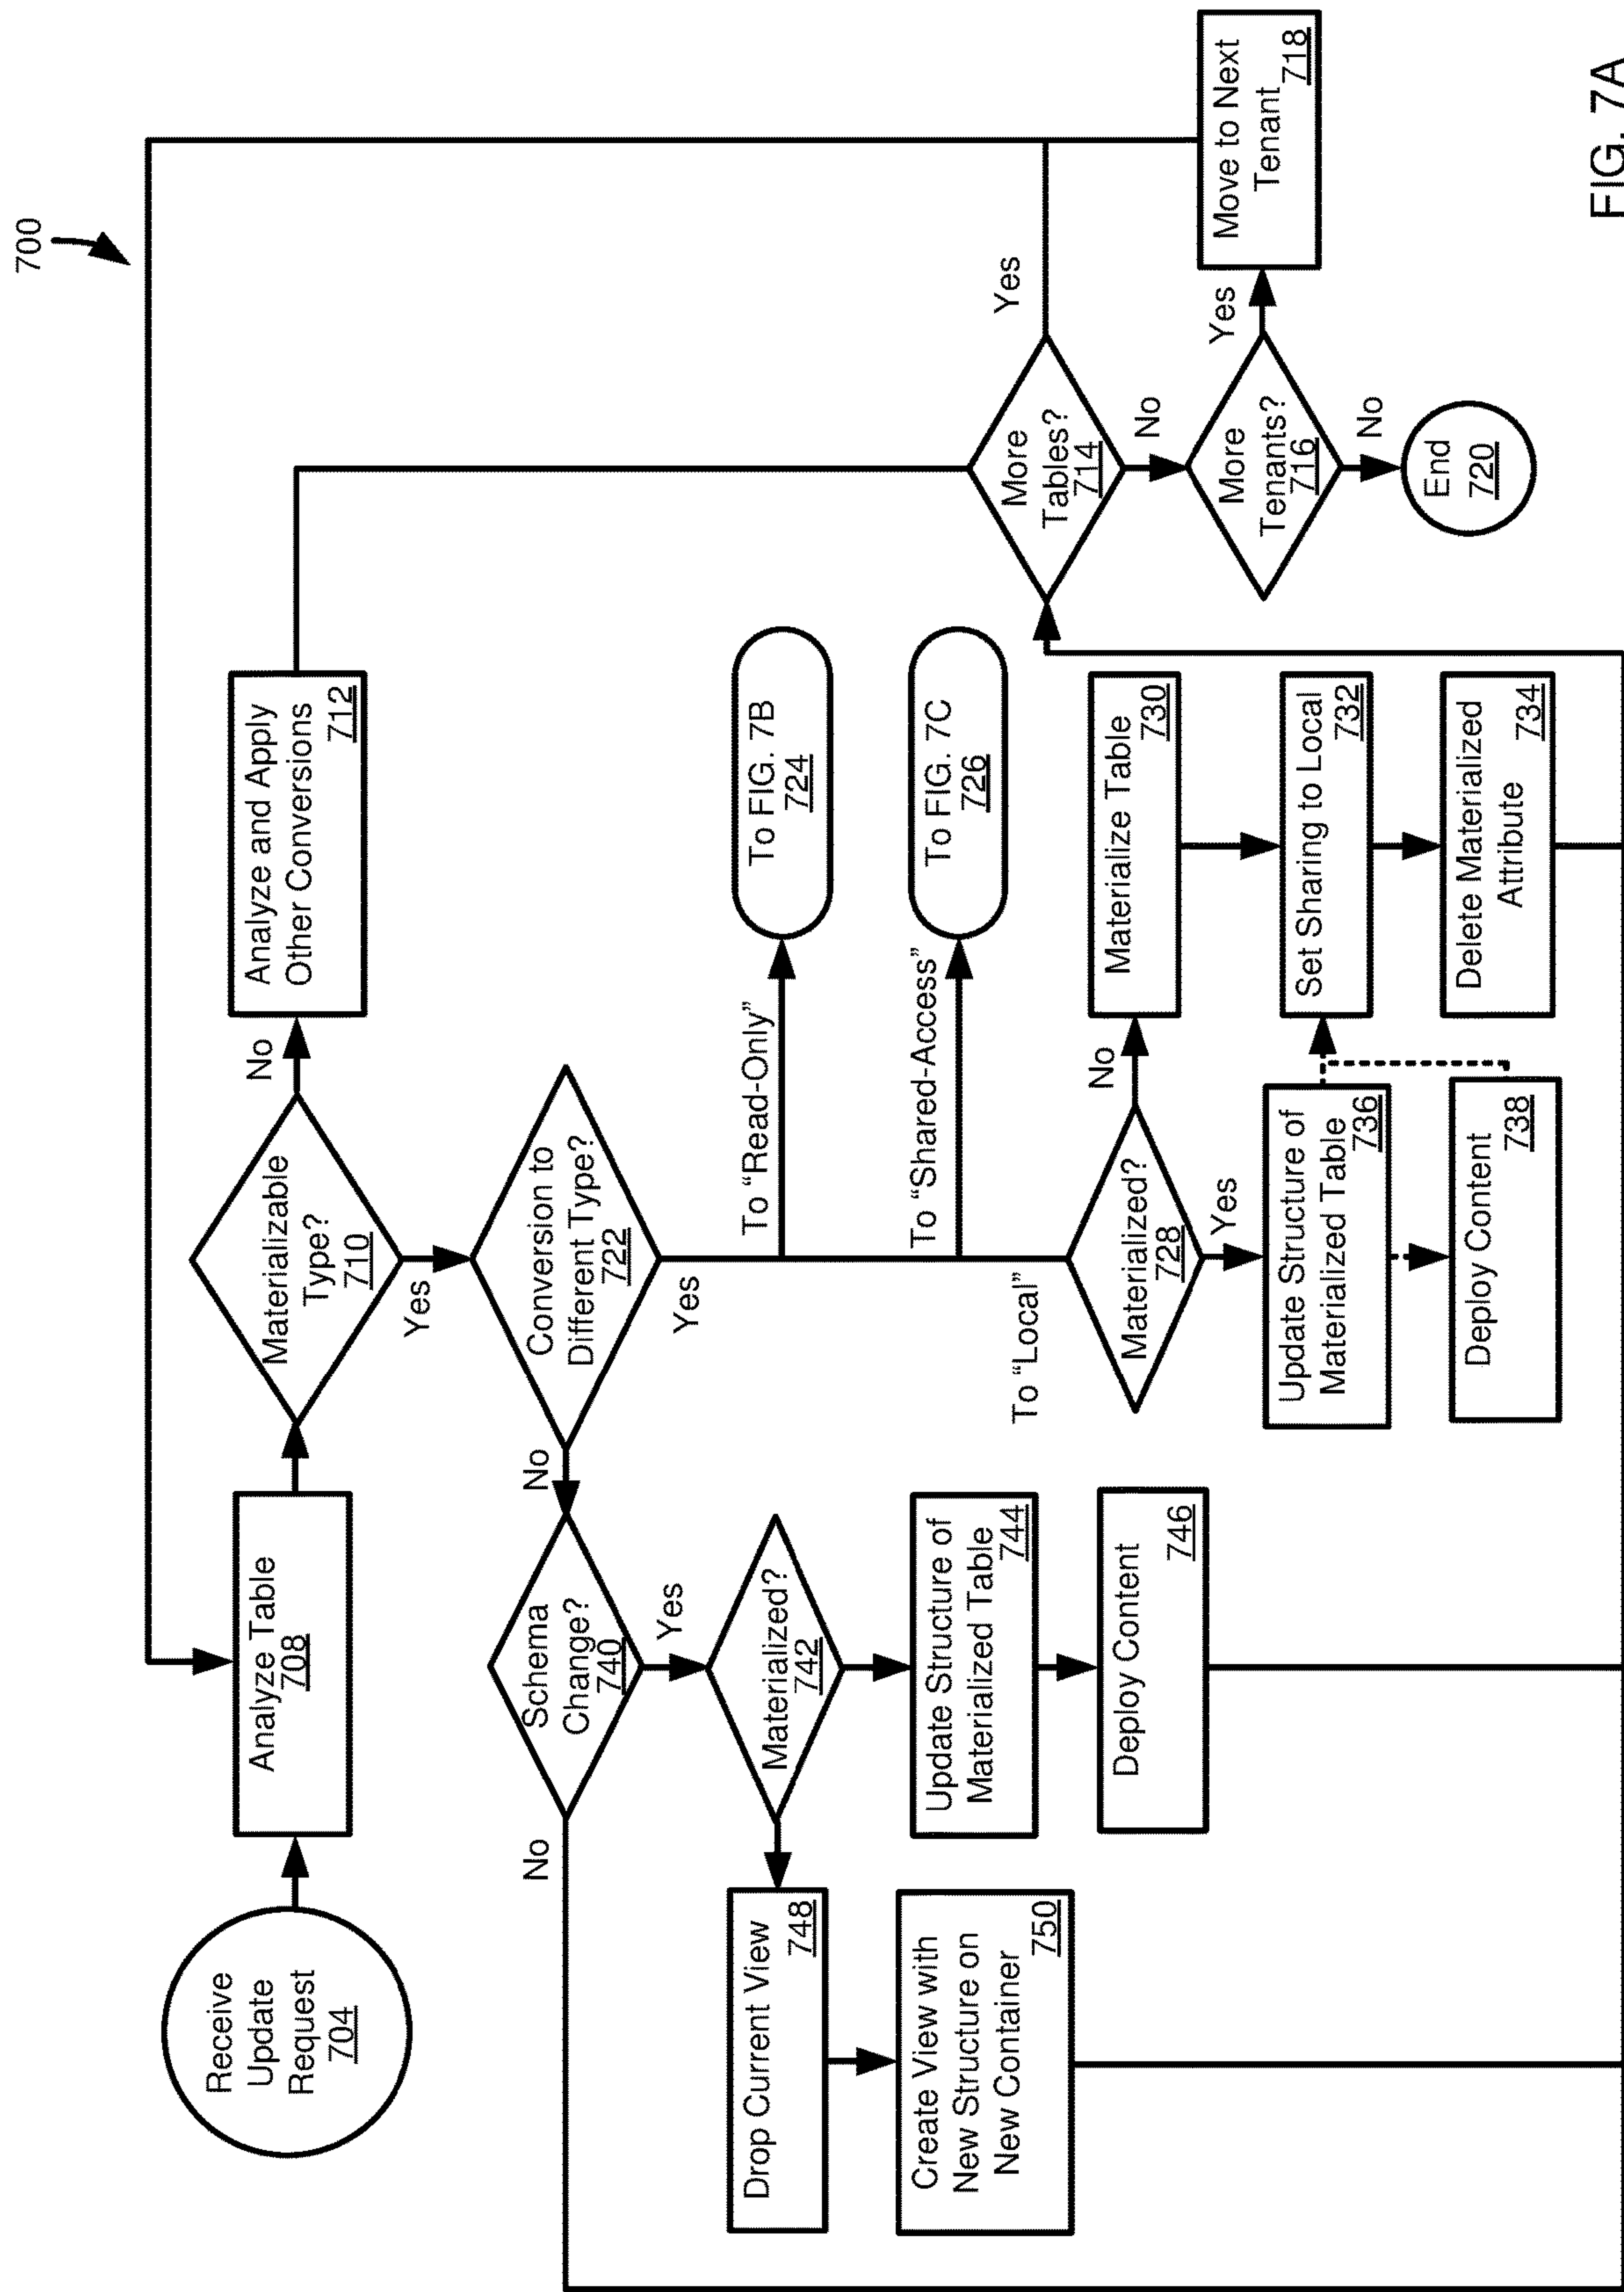 700
Receive
Update
Request
704
Analyze Table
708
Materializable
Type?
710
No
Analyze and Apply
Other Conversions
712
Yes
Conversion to
Different Type?
722
No
Yes
Schema
Change?
740
No
Yes
Materialized?
742
Drop Current View
748
Create View with
New Structure on
New Container
750
Update Structure of
Materialized Table
744
Deploy Content
746
To "Read-Only"
To FIG. 7B
724
To "Shared-Access"
To FIG. 7C
726
To "Local"
Materialized?
728
No
Yes
Materialize Table
730
Set Sharing to Local
732
Delete Materialized
Attribute
734
Update Structure of
Materialized Table
736
Deploy Content
738
More
Tables?
714
Yes
No
More
Tenants?
716
Yes
No
Move to Next
Tenant
718
End
720
FIG. 7A